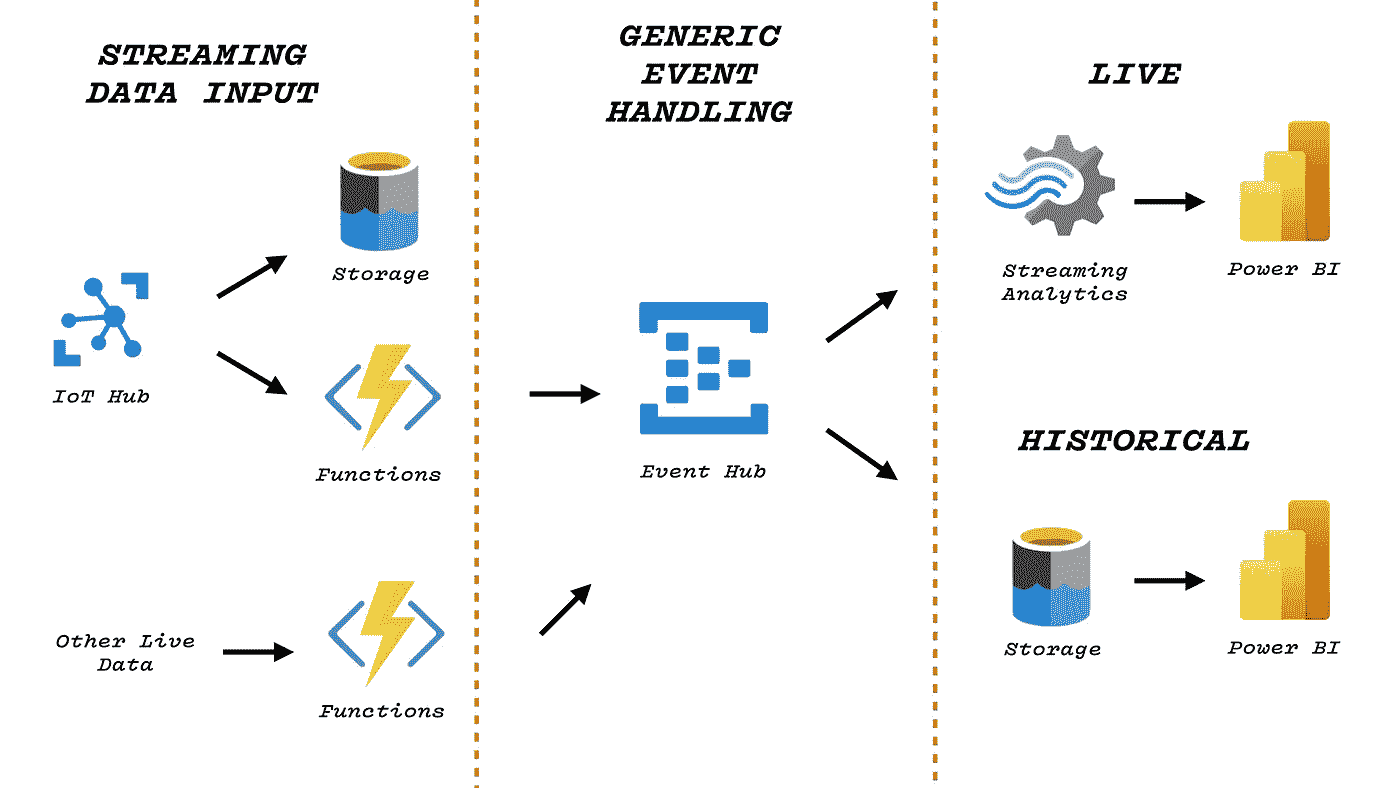 STREAMING
DATA INPUT
Storage
IoT Hub
Functions
Other Live
Data
Functions
GENERIC
EVENT
HANDLING
Event Hub
LIVE
Streaming
Analytics
Power BI
HISTORICAL
Storage
Power BI